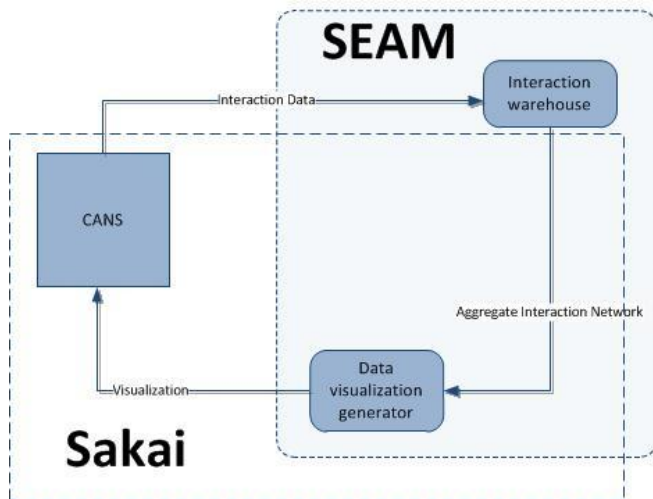 SEAM
Interaction
warehouse
Interaction Data
CANS
Aggregate Interaction Network
Data
visualization
generator
Visualization
Sakai